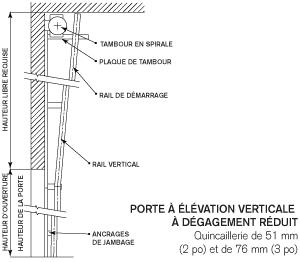 TAMBOUR EN SPIRALE
PLAQUE DE TAMBOUR
HAUTEUR LIBRE REQUISE
RAIL DE DÉMARRAGE
RAIL VERTICAL
HAUTEUR D'OUVERTURE
HAUTEUR DE LA PORTE
ANCRAGES
DE JAMBAGE
PORTE À ÉLÉVATION VERTICALE
À DÉGAGEMENT RÉDUIT
Quincaillerie de 51 mm
(2 po) et de 76 mm (3 po)